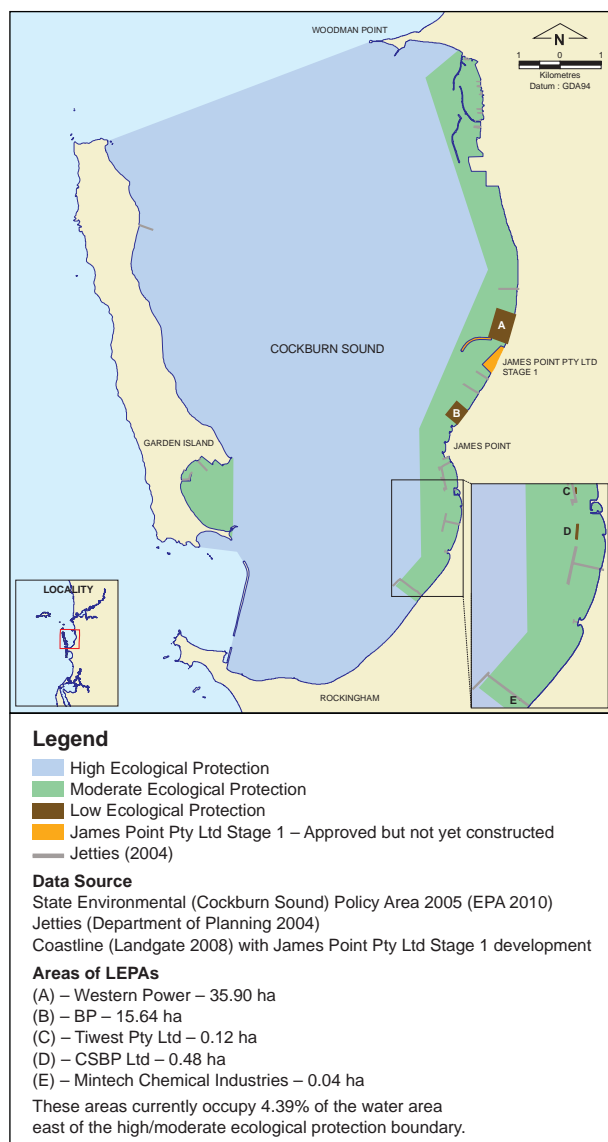 WOODMAN POINT
N
1 0 1
Kilometres
Datum : GDA94
A
COCKBURN SOUND
JAMES POINT PTY LTD
STAGE 1
B
GARDEN ISLAND
JAMES POINT
C
D
LOCALITY
E
ROCKINGHAM
Legend
High Ecological Protection
Moderate Ecological Protection
Low Ecological Protection
James Point Pty Ltd Stage 1 – Approved but not yet constructed
Jetties (2004)
Data Source
State Environmental (Cockburn Sound) Policy Area 2005 (EPA 2010)
Jetties (Department of Planning 2004)
Coastline (Landgate 2008) with James Point Pty Ltd Stage 1 development
Areas of LEPAs
(A) – Western Power – 35.90 ha
(B) – BP – 15.64 ha
(C) – Tiwest Pty Ltd – 0.12 ha
(D) – CSBP Ltd – 0.48 ha
(E) – Mintech Chemical Industries – 0.04 ha
These areas currently occupy 4.39% of the water area
east of the high/moderate ecological protection boundary.